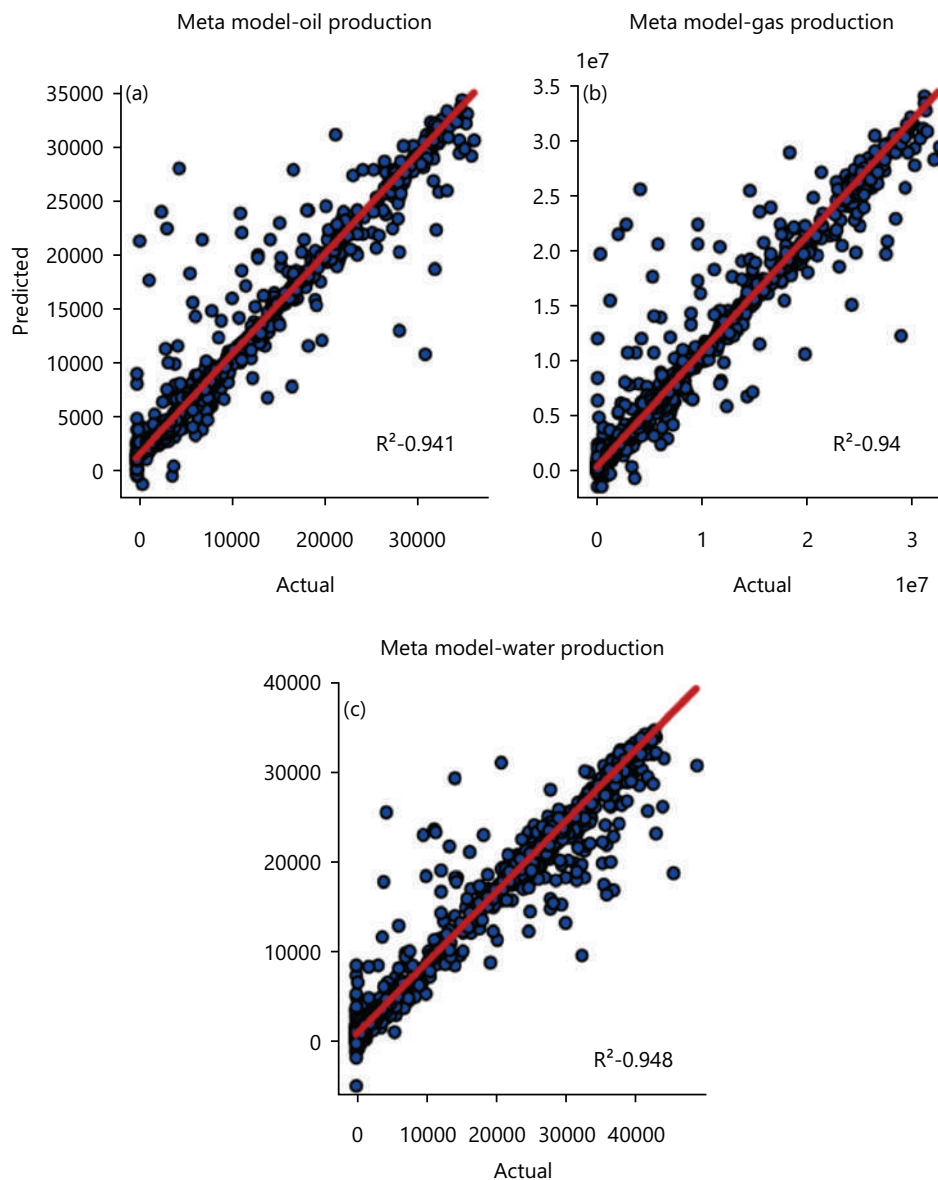 Meta model-oil production
(a)
Predicted
35000
30000
25000
20000
15000
10000
5000
0
R²-0.941
0 10000 20000 30000
Actual
Meta model-gas production
1e7
(b)
3.5
3.0
2.5
2.0
1.5
1.0
0.5
0.0
R²-0.94
0 1 2 3
Actual 1e7
Meta model-water production
(c)
40000
30000
20000
10000
0
R²-0.948
0 10000 20000 30000 40000
Actual